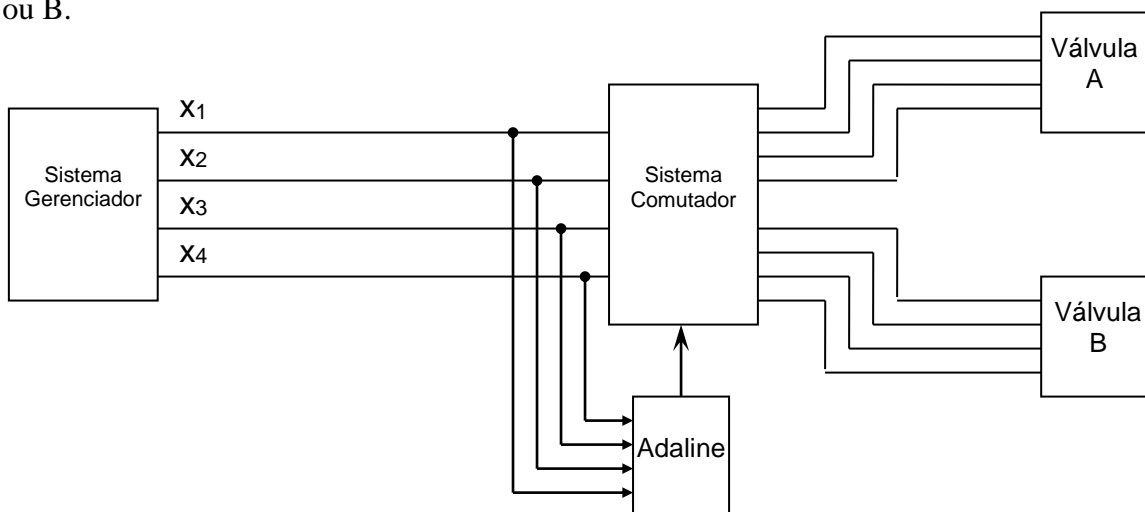 ou B.
Válvula
A
x1
x2
Sistema
Gerenciador
x3
x4
Sistema
Comutador
Válvula
B
Adaline